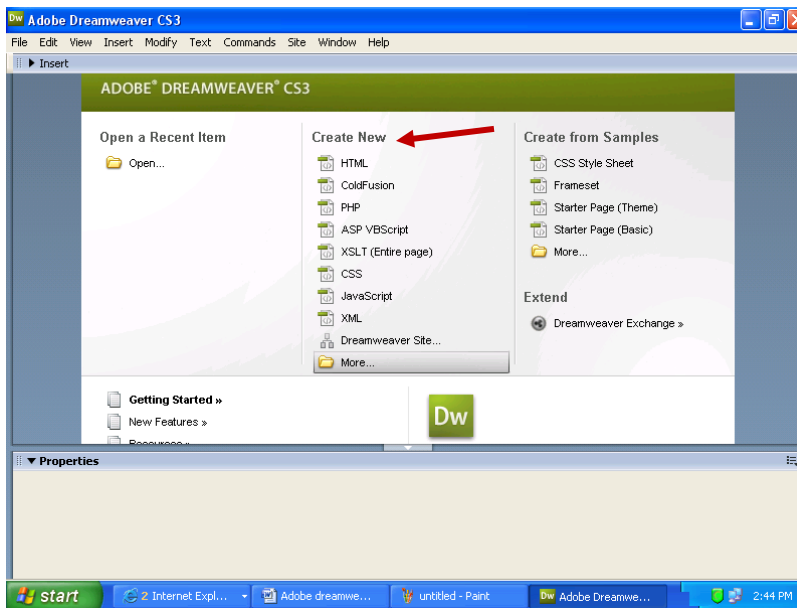 Dw Adobe Dreamweaver CS3
File Edit View Insert Modify Text Commands Site Window Help
Insert
ADOBE® DREAMWEAVER® CS3
Open a Recent Item
Open...
Create New
HTML
ColdFusion
PHP
ASP VBScript
XSLT (Entire page)
CSS
JavaScript
XML
Dreamweaver Site...
More...
Create from Samples
CSS Style Sheet
Frameset
Starter Page (Theme)
Starter Page (Basic)
More...
Extend
Dreamweaver Exchange »
Getting Started »
New Features »
Resources »
Dw
Properties
start
2 Internet Expl...
Adobe dreamwe...
untitled - Paint
Dw Adobe Dreamwe...
2:44 PM